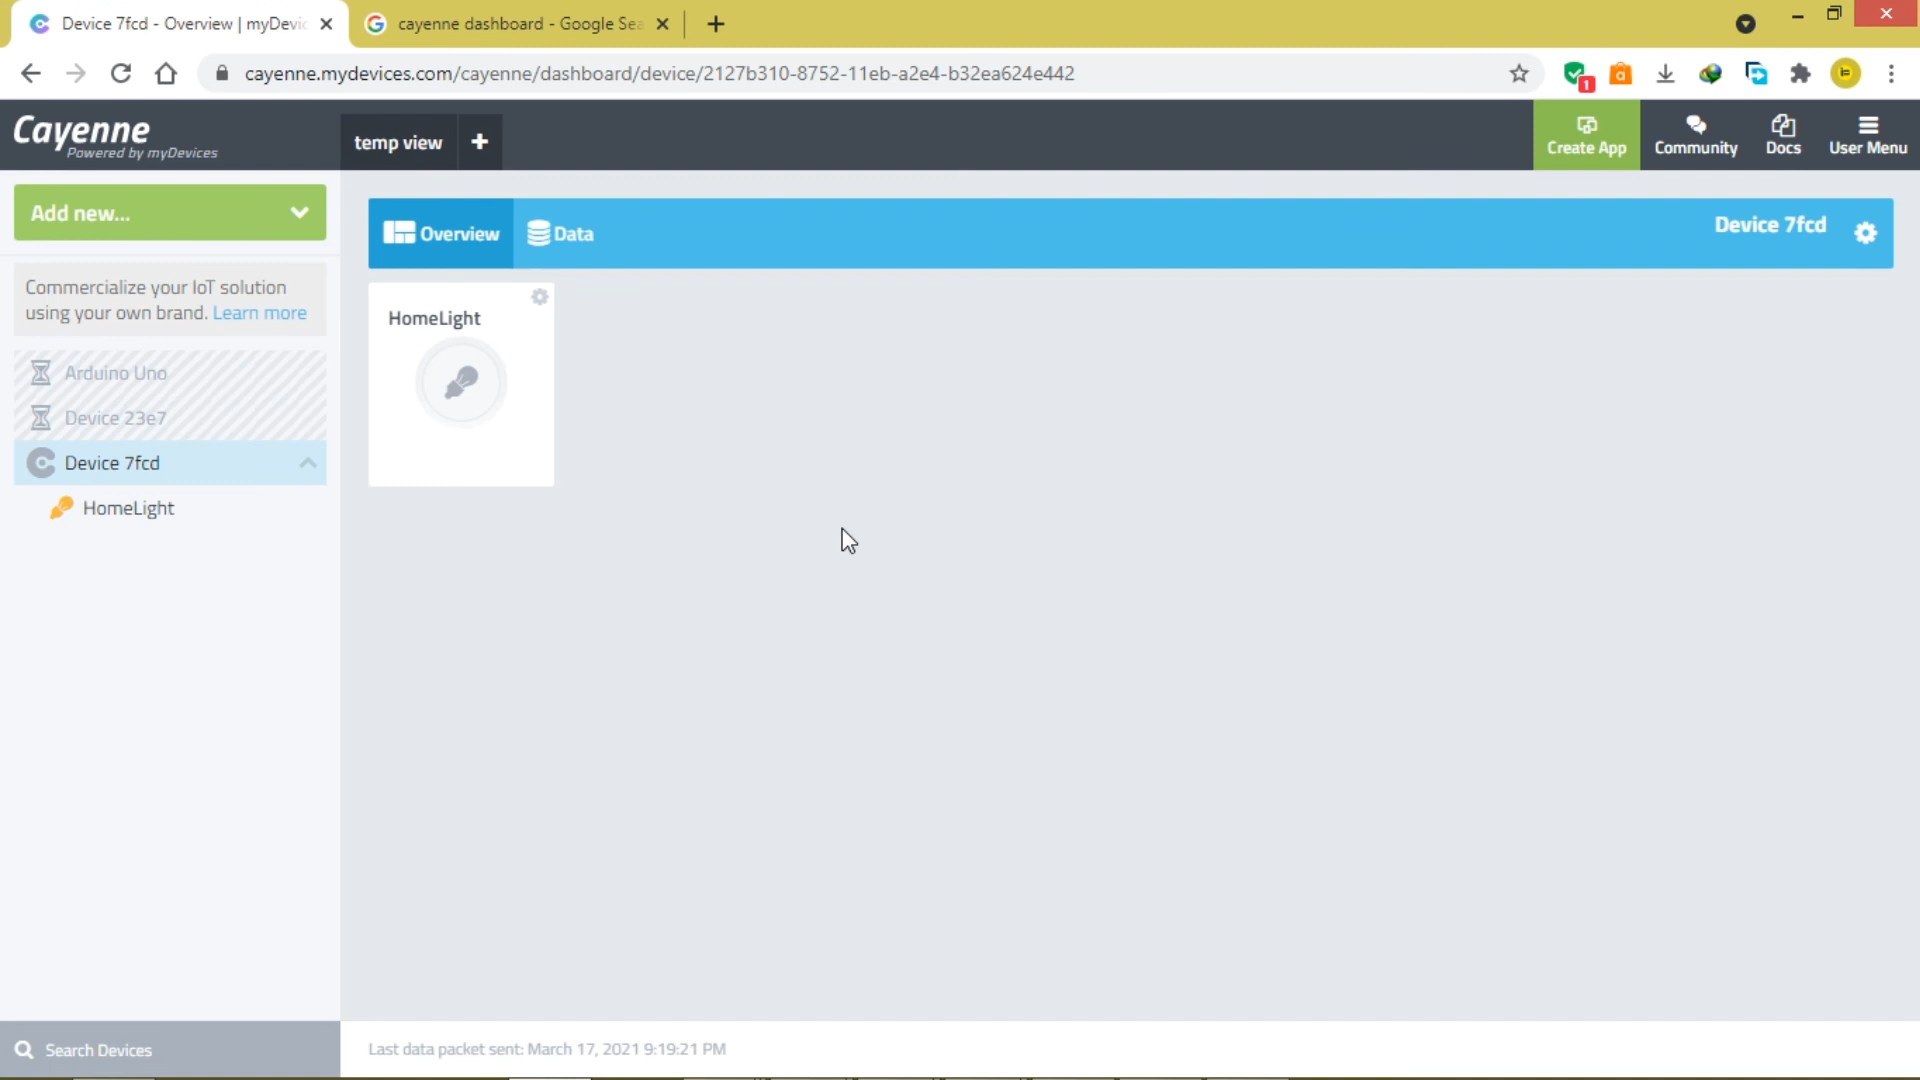 Device 7fcd - Overview | myDevic
cayenne dashboard - Google Sea
cayenne.mydevices.com/cayenne/dashboard/device/2127b310-8752-11eb-a2e4-b32ea624e442
1
Cayenne
Powered by myDevices
temp view
Create App
Community
Docs
User Menu
Add new...
Overview
Data
Device 7fcd
Commercialize your IoT solution
using your own brand. Learn more
HomeLight
Arduino Uno
Device 23e7
Device 7fcd
HomeLight
Search Devices
Last data packet sent: March 17, 2021 9:19:21 PM